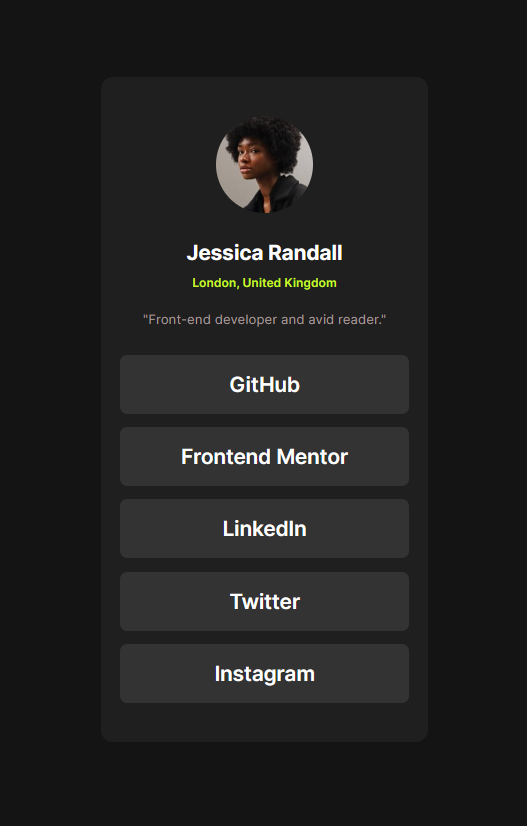 Jessica Randall
London, United Kingdom
"Front-end developer and avid reader."
GitHub
Frontend Mentor
LinkedIn
Twitter
Instagram